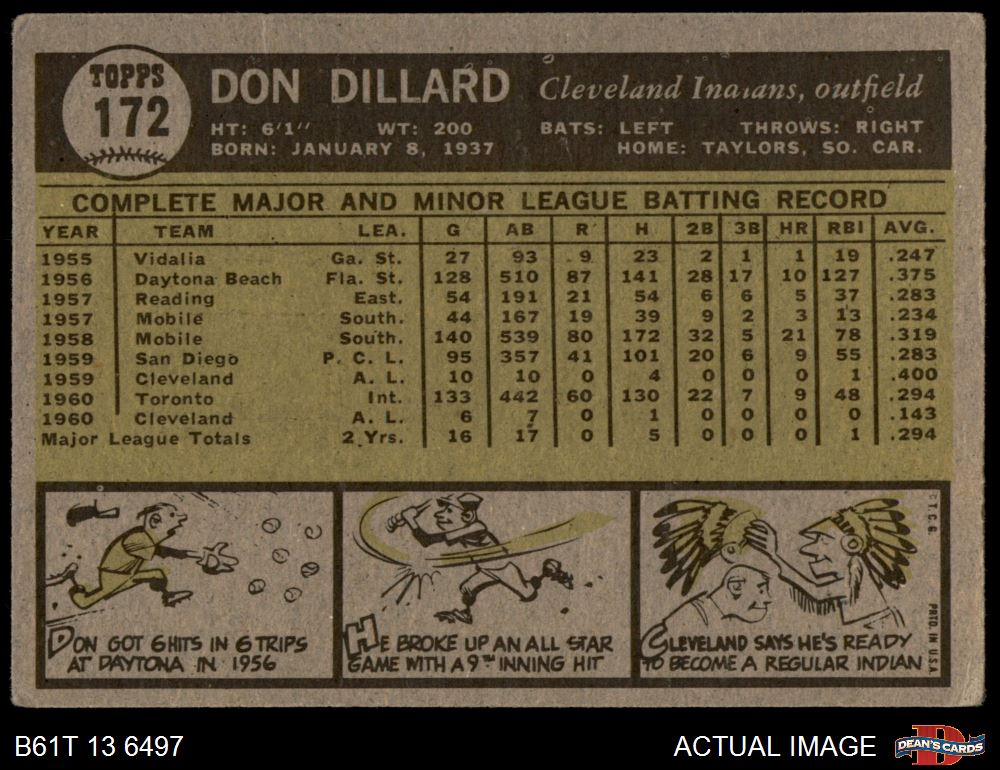 TOPPS
172
DON DILLARD Cleveland Indians, outfield
HT: 6'1" WT: 200 BATS: LEFT THROWS: RIGHT
BORN: JANUARY 8, 1937 HOME: TAYLORS, SO. CAR.
COMPLETE MAJOR AND MINOR LEAGUE BATTING RECORD
YEAR TEAM LEA. G AB R H 2B 3B HR RBI AVG.
1955 Vidalia Ga. St. 27 93 9 23 2 1 1 19 .247
1956 Daytona Beach Fla. St. 128 510 87 141 28 17 10 127 .375
1957 Reading East. 54 191 21 54 6 6 5 37 .283
1957 Mobile South. 44 167 19 39 9 2 3 13 .234
1958 Mobile South. 140 539 80 172 32 5 21 78 .319
1959 San Diego P. C. L. 95 357 41 101 20 6 9 55 .283
1959 Cleveland A. L. 10 10 0 4 0 0 0 1 .400
1960 Toronto Int. 133 442 60 130 22 7 9 48 .294
1960 Cleveland A. L. 6 7 0 1 0 0 0 0 .143
Major League Totals 2 Yrs. 16 17 0 5 0 0 0 1 .294
DON GOT 6 HITS IN 6 TRIPS
AT DAYTONA IN 1956
HE BROKE UP AN ALL STAR
GAME WITH A 9TH INNING HIT
CLEVELAND SAYS HE'S READY
TO BECOME A REGULAR INDIAN
© T. C. G.
PRTD IN U.S.A.
B61T 13 6497
ACTUAL IMAGE
D
DEAN'S CARDS